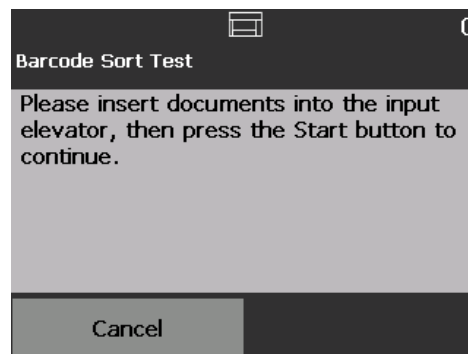 Barcode Sort Test
Please insert documents into the input
elevator, then press the Start button to
continue.
Cancel